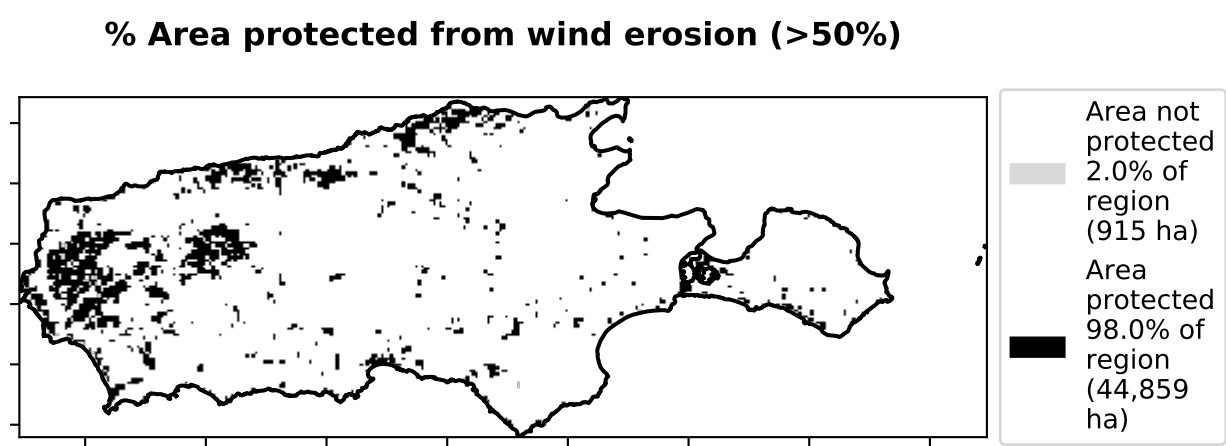 % Area protected from wind erosion (>50%)
Area not
protected
2.0% of
region
(915 ha)
Area
protected
98.0% of
region
(44,859
ha)